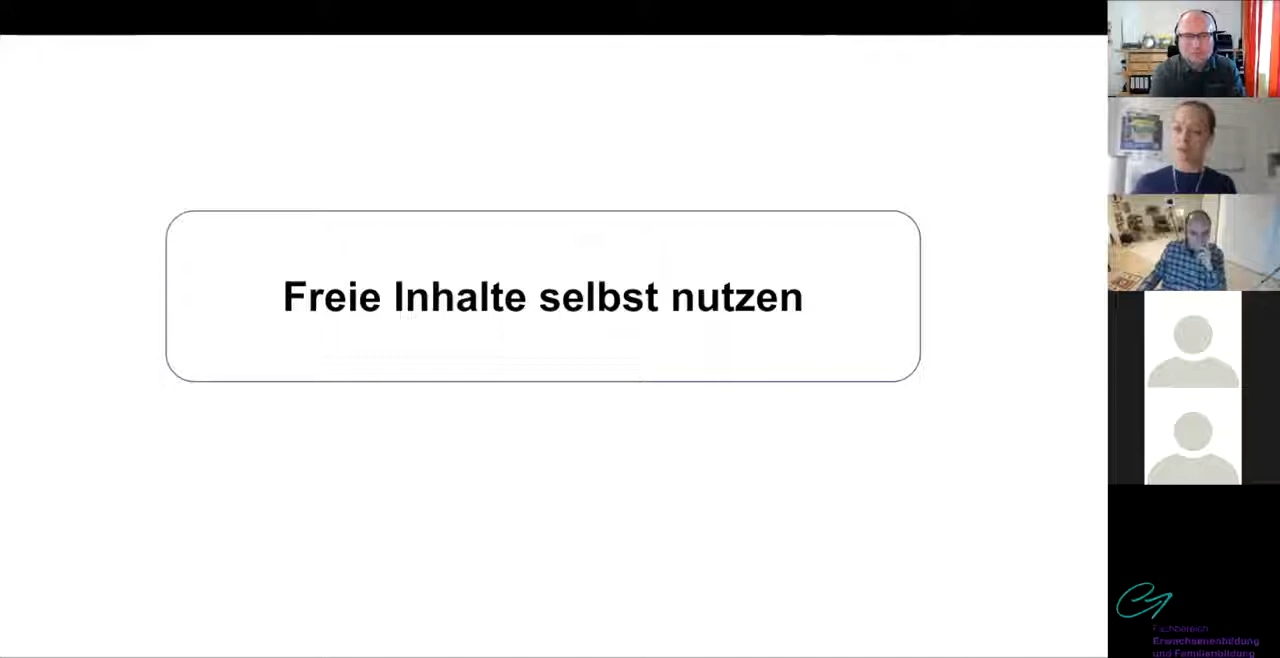 Freie Inhalte selbst nutzen
Fachbereich
Erwachsenenbildung
und Familienbildung